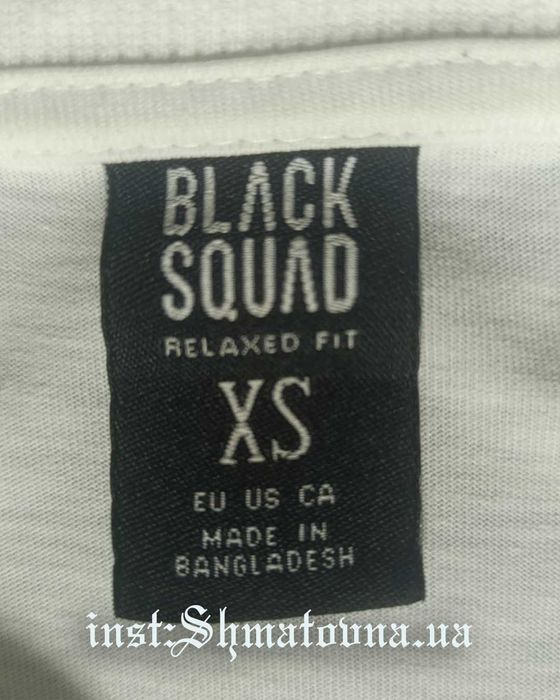 BLACK
SQUAD
RELAXED FIT
XS
EU US CA
MADE IN
BANGLADESH
inst:Shmatovna.ua